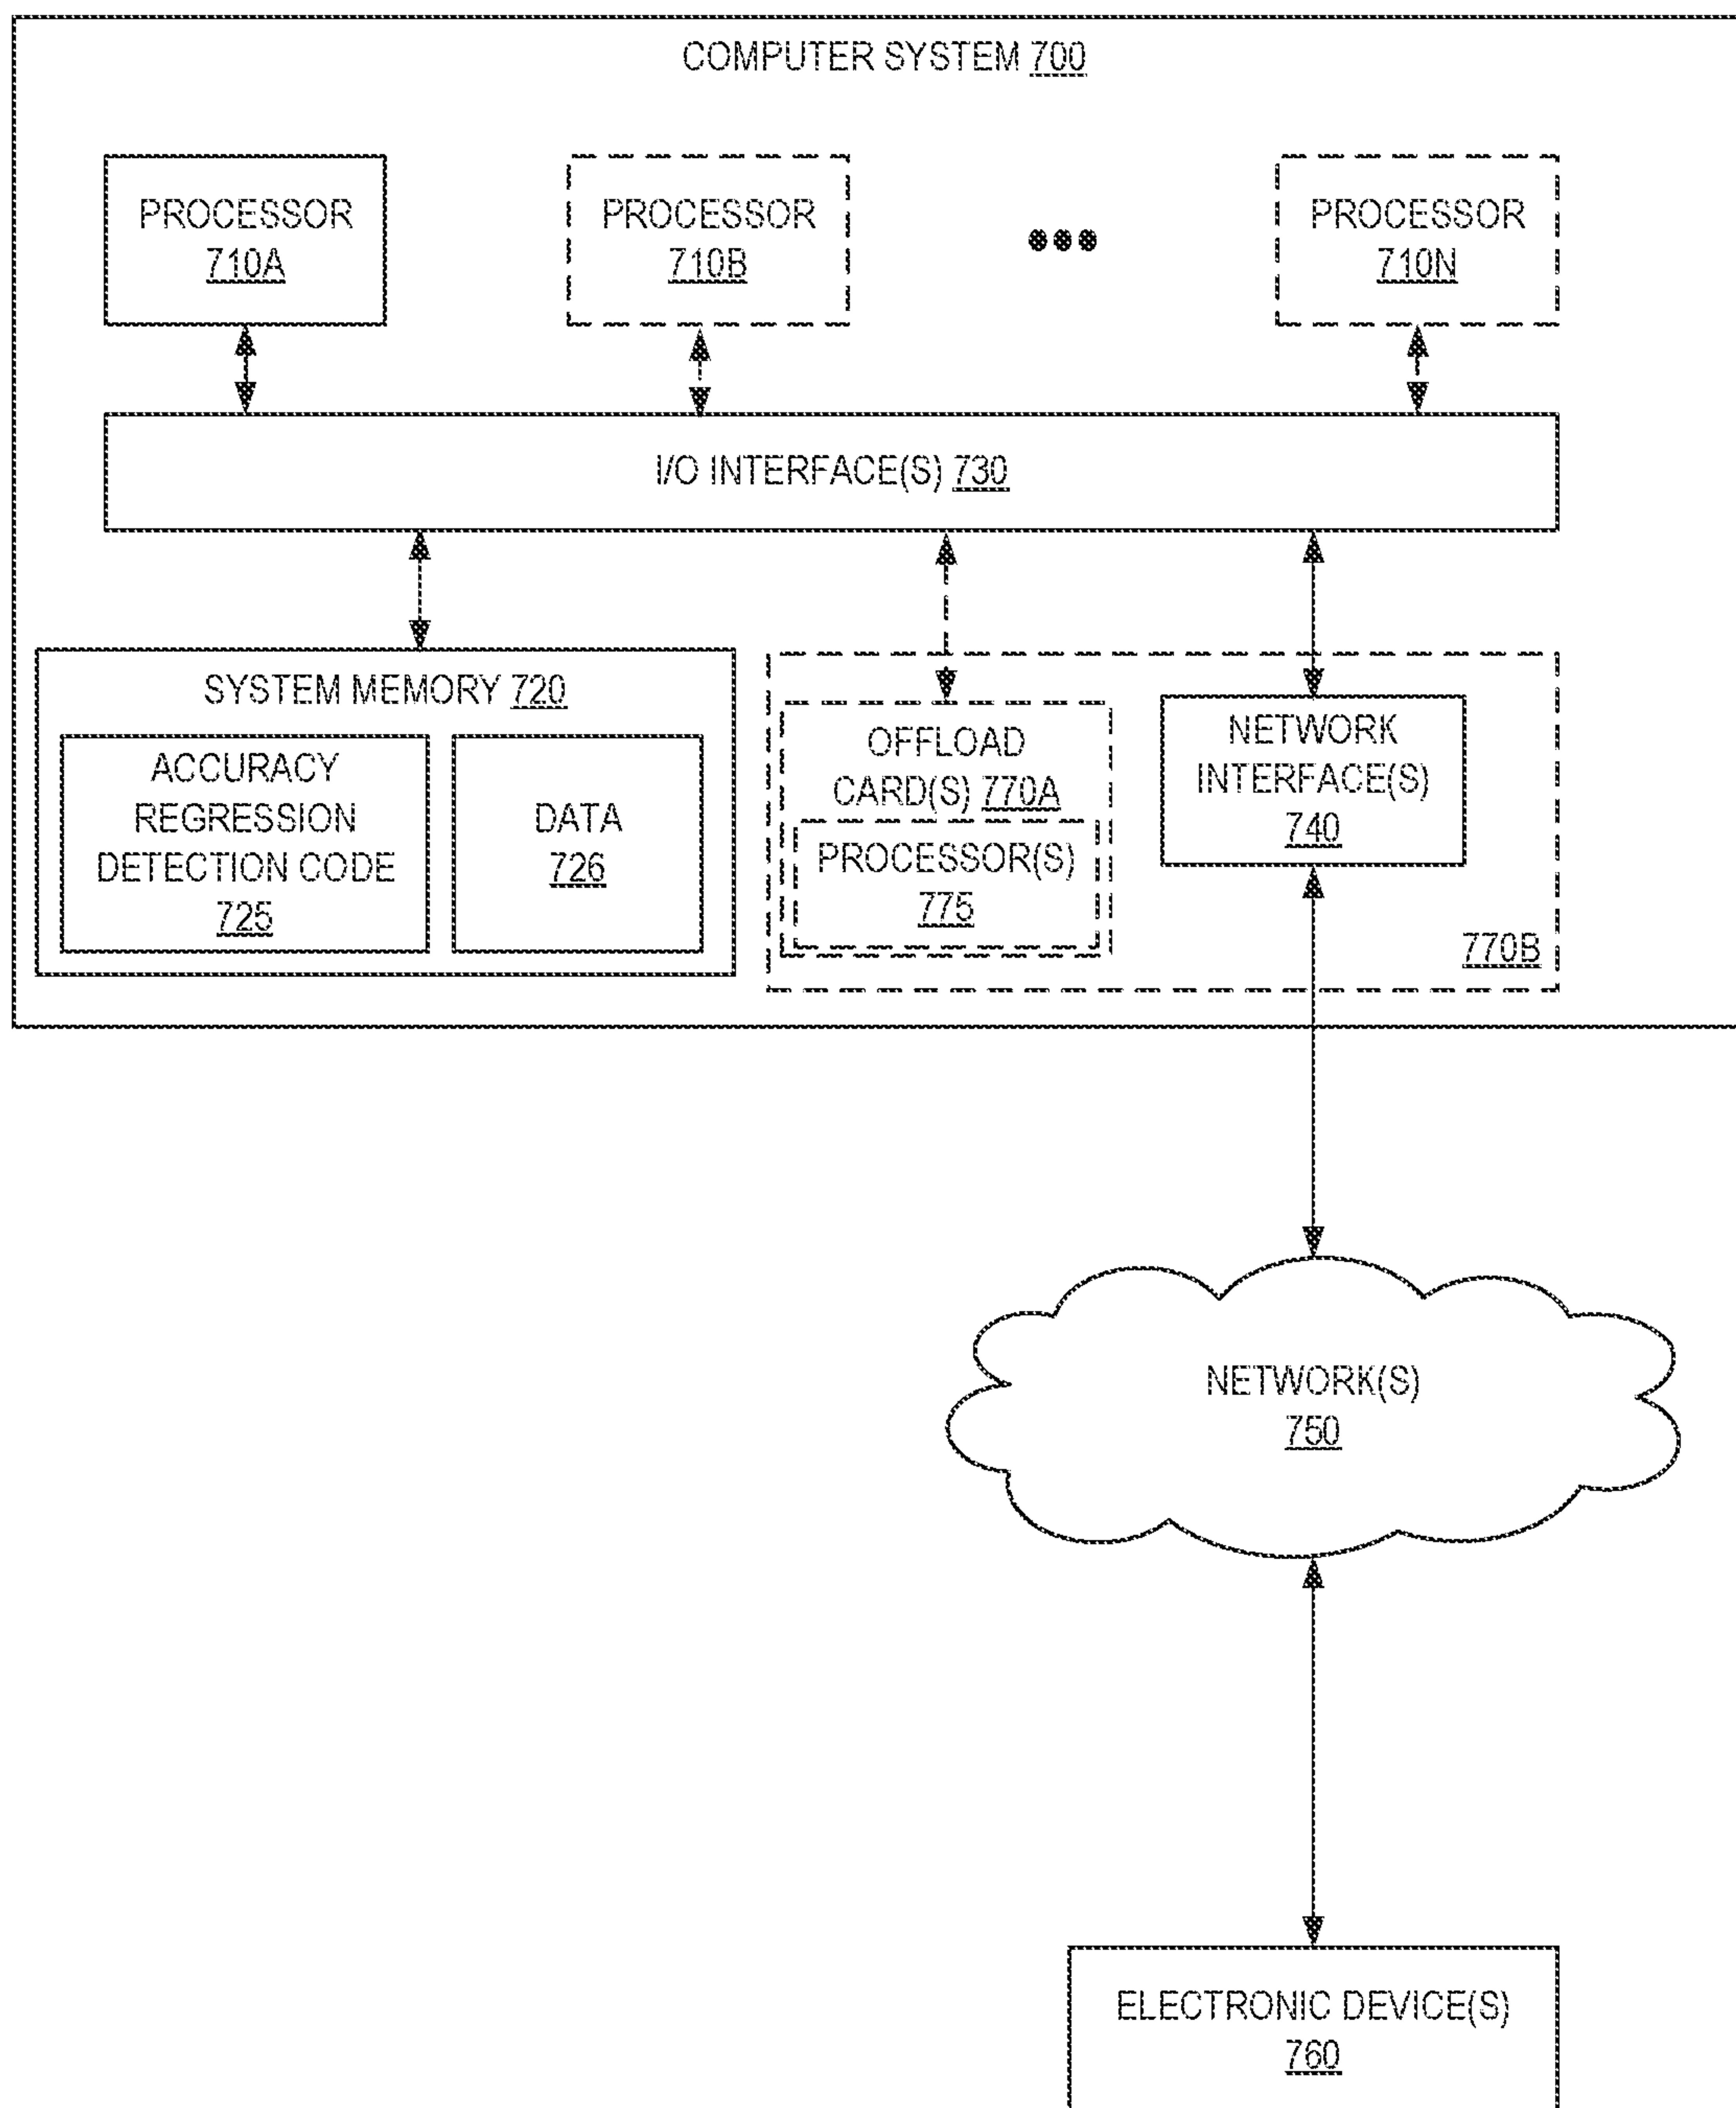 COMPUTER SYSTEM 700
PROCESSOR
710A
PROCESSOR
710B
PROCESSOR
710N
I/O INTERFACE(S) 730
SYSTEM MEMORY 720
ACCURACY
REGRESSION
DETECTION CODE
725
DATA
726
OFFLOAD
CARD(S) 770A
PROCESSOR(S)
775
NETWORK
INTERFACE(S)
740
770B
NETWORK(S)
750
ELECTRONIC DEVICE(S)
760